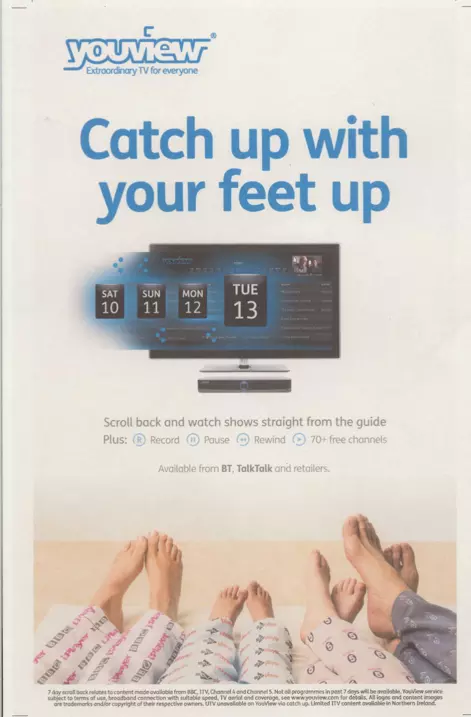 youview®
Extraordinary TV for everyone
Catch up with
your feet up
SAT
10
SUN
11
MON
12
TUE
13
Scroll back and watch shows straight from the guide
Plus: R Record Pause Rewind 70+ free channels
Available from BT, TalkTalk and retailers.
7 day scroll back relates to content made available from BBC, ITV, Channel 4 and Channel 5. Not all programmes in past 7 days will be available. YouView service
subject to terms of use, broadband connection with suitable speed, TV aerial and coverage, see www.youview.com for details. All logos and content images
are trademarks and/or copyright of their respective owners. UTV unavailable on YouView via catch up. Limited ITV content available in Northern Ireland.